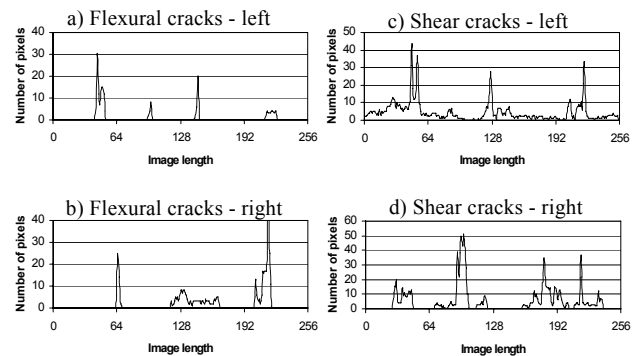 a) Flexural cracks - left
Number of pixels
40
30
20
10
0
0 64 128 192 256
Image length
c) Shear cracks - left
Number of pixels
50
40
30
20
10
0
0 64 128 192 256
Image length
b) Flexural cracks - right
Number of pixels
40
30
20
10
0
0 64 128 192 256
Image length
d) Shear cracks - right
Number of pixels
60
50
40
30
20
10
0
0 64 128 192 256
Image length